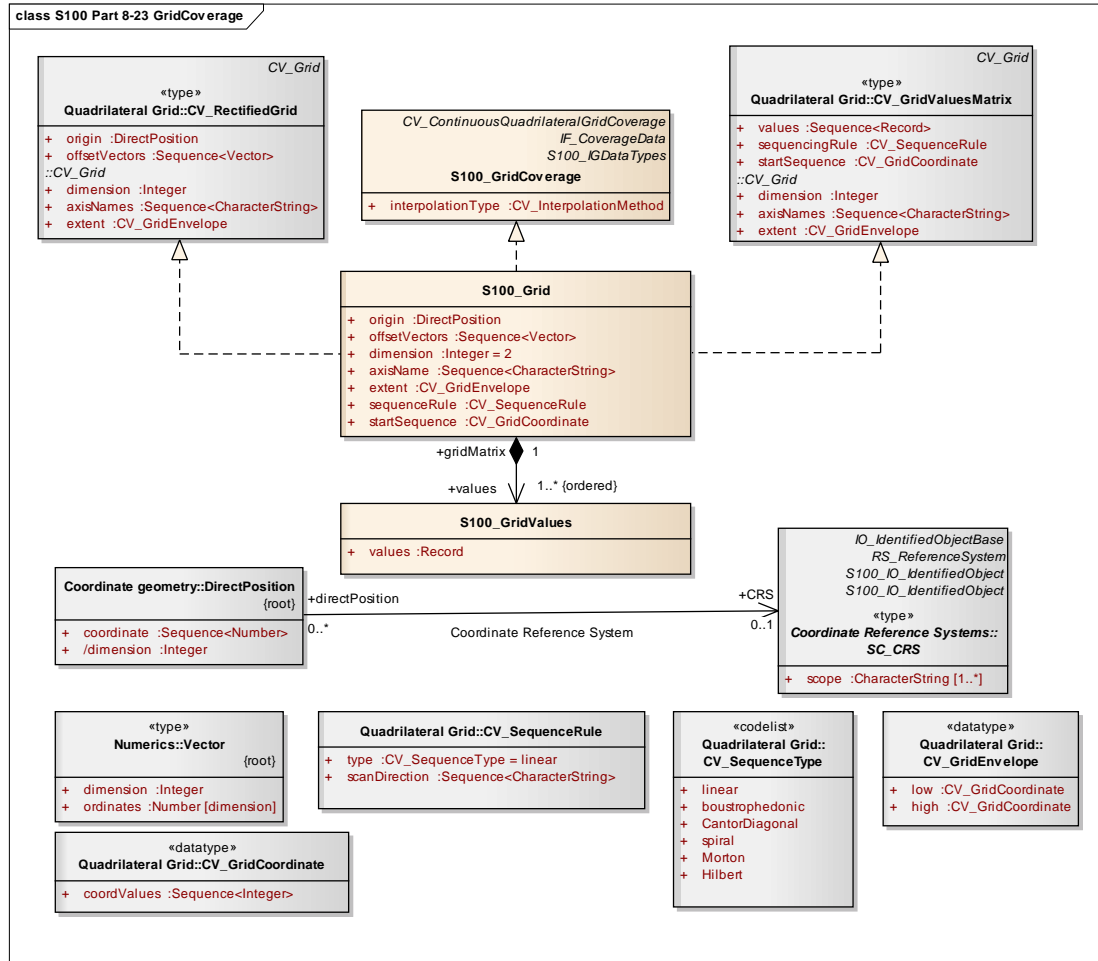 class S100 Part 8-23 GridCoverage
CV_Grid
«type»
Quadrilateral Grid::CV_RectifiedGrid
+ origin :DirectPosition
+ offsetVectors :Sequence<Vector>
::CV_Grid
+ dimension :Integer
+ axisNames :Sequence<CharacterString>
+ extent :CV_GridEnvelope
CV_ContinuousQuadrilateralGridCoverage
IF_CoverageData
S100_IGDataTypes
S100_GridCoverage
+ interpolationType :CV_InterpolationMethod
CV_Grid
«type»
Quadrilateral Grid::CV_GridValuesMatrix
+ values :Sequence<Record>
+ sequencingRule :CV_SequenceRule
+ startSequence :CV_GridCoordinate
::CV_Grid
+ dimension :Integer
+ axisNames :Sequence<CharacterString>
+ extent :CV_GridEnvelope
S100_Grid
+ origin :DirectPosition
+ offsetVectors :Sequence<Vector>
+ dimension :Integer = 2
+ axisName :Sequence<CharacterString>
+ extent :CV_GridEnvelope
+ sequenceRule :CV_SequenceRule
+ startSequence :CV_GridCoordinate
+gridMatrix 1
+values 1..* {ordered}
S100_GridValues
+ values :Record
Coordinate geometry::DirectPosition
{root}
+ coordinate :Sequence<Number>
+ /dimension :Integer
+directPosition
0..*
Coordinate Reference System
+CRS
0..1
IO_IdentifiedObjectBase
RS_ReferenceSystem
S100_IO_IdentifiedObject
S100_IO_IdentifiedObject
«type»
Coordinate Reference Systems::
SC_CRS
+ scope :CharacterString [1..*]
«type»
Numerics::Vector
{root}
+ dimension :Integer
+ ordinates :Number [dimension]
Quadrilateral Grid::CV_SequenceRule
+ type :CV_SequenceType = linear
+ scanDirection :Sequence<CharacterString>
«codelist»
Quadrilateral Grid::
CV_SequenceType
+ linear
+ boustrophedonic
+ CantorDiagonal
+ spiral
+ Morton
+ Hilbert
«datatype»
Quadrilateral Grid::
CV_GridEnvelope
+ low :CV_GridCoordinate
+ high :CV_GridCoordinate
«datatype»
Quadrilateral Grid::CV_GridCoordinate
+ coordValues :Sequence<Integer>